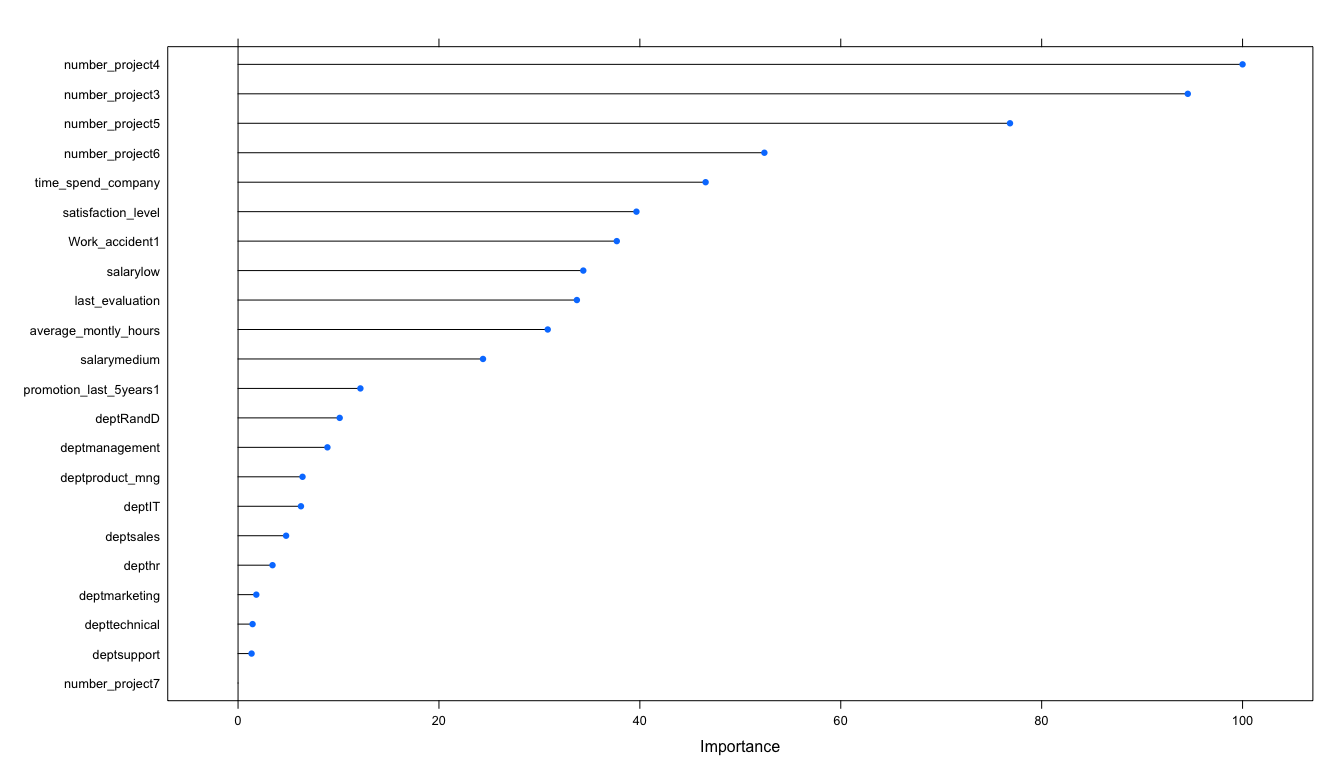 number_project4
number_project3
number_project5
number_project6
time_spend_company
satisfaction_level
Work_accident1
salarylow
last_evaluation
average_montly_hours
salarymedium
promotion_last_5years1
deptRandD
deptmanagement
deptproduct_mng
deptIT
deptsales
depthr
deptmarketing
depttechnical
deptsupport
number_project7
0 20 40 60 80 100
Importance